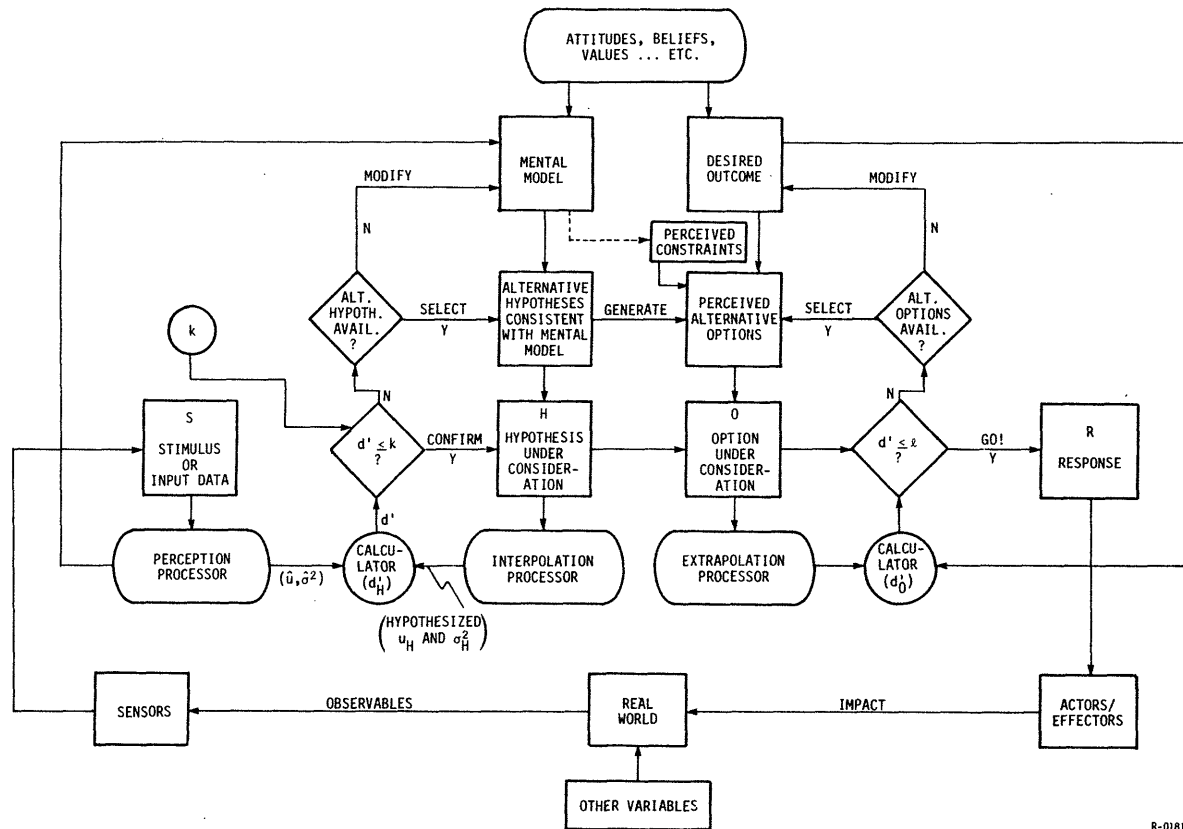 ATTITUDES, BELIEFS,
VALUES ... ETC.
MENTAL
MODEL
DESIRED
OUTCOME
MODIFY
MODIFY
N
N
PERCEIVED
CONSTRAINTS
ALT.
HYPOTH.
AVAIL.
?
SELECT
Y
ALTERNATIVE
HYPOTHESES
CONSISTENT
WITH MENTAL
MODEL
GENERATE
PERCEIVED
ALTERNATIVE
OPTIONS
SELECT
Y
ALT.
OPTIONS
AVAIL.
?
k
N
N
S
STIMULUS
OR
INPUT DATA
d' ≤ k
?
CONFIRM
Y
H
HYPOTHESIS
UNDER
CONSIDER-
ATION
O
OPTION
UNDER
CONSIDER-
ATION
d' ≤ ℓ
?
GO!
Y
R
RESPONSE
d'
PERCEPTION
PROCESSOR
(û,σ̂²)
CALCU-
LATOR
(d'H)
INTERPOLATION
PROCESSOR
EXTRAPOLATION
PROCESSOR
CALCU-
LATOR
(d'O)
(HYPOTHESIZED
uH AND σ²H)
SENSORS
OBSERVABLES
REAL
WORLD
IMPACT
ACTORS/
EFFECTORS
OTHER VARIABLES
R-0181